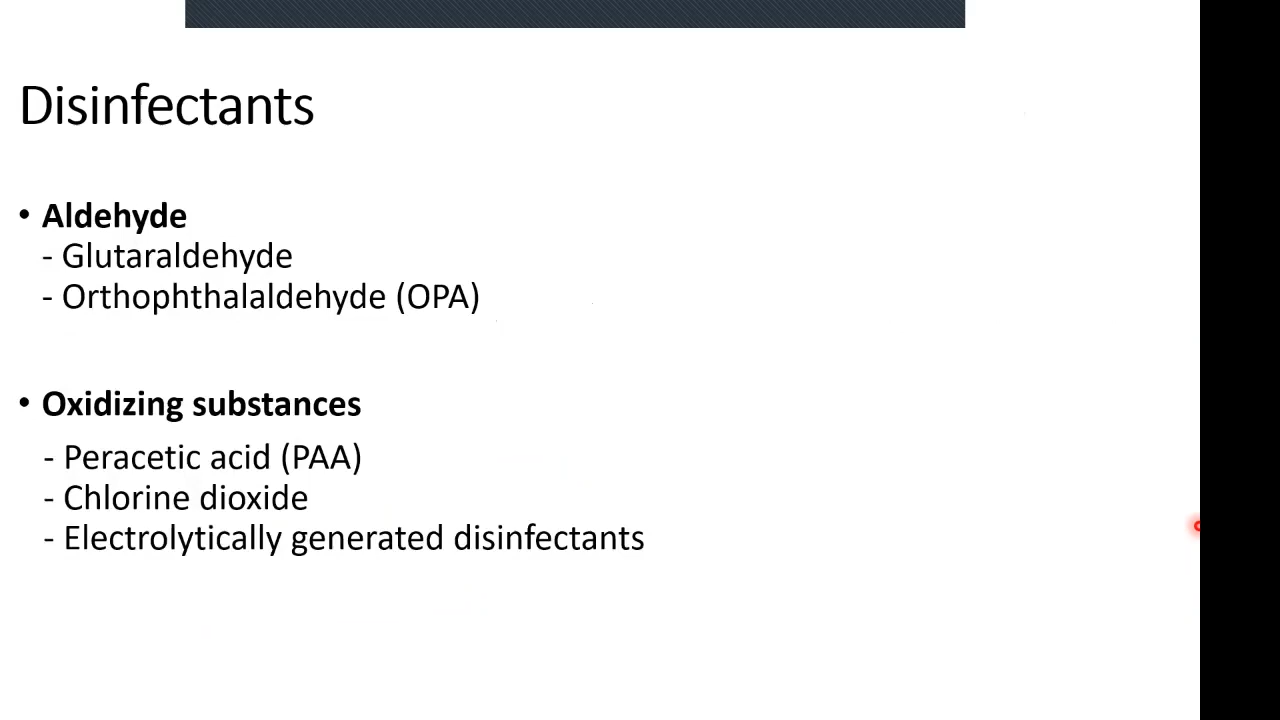 Disinfectants
• Aldehyde
- Glutaraldehyde
- Orthophthalaldehyde (OPA)
• Oxidizing substances
- Peracetic acid (PAA)
- Chlorine dioxide
- Electrolytically generated disinfectants